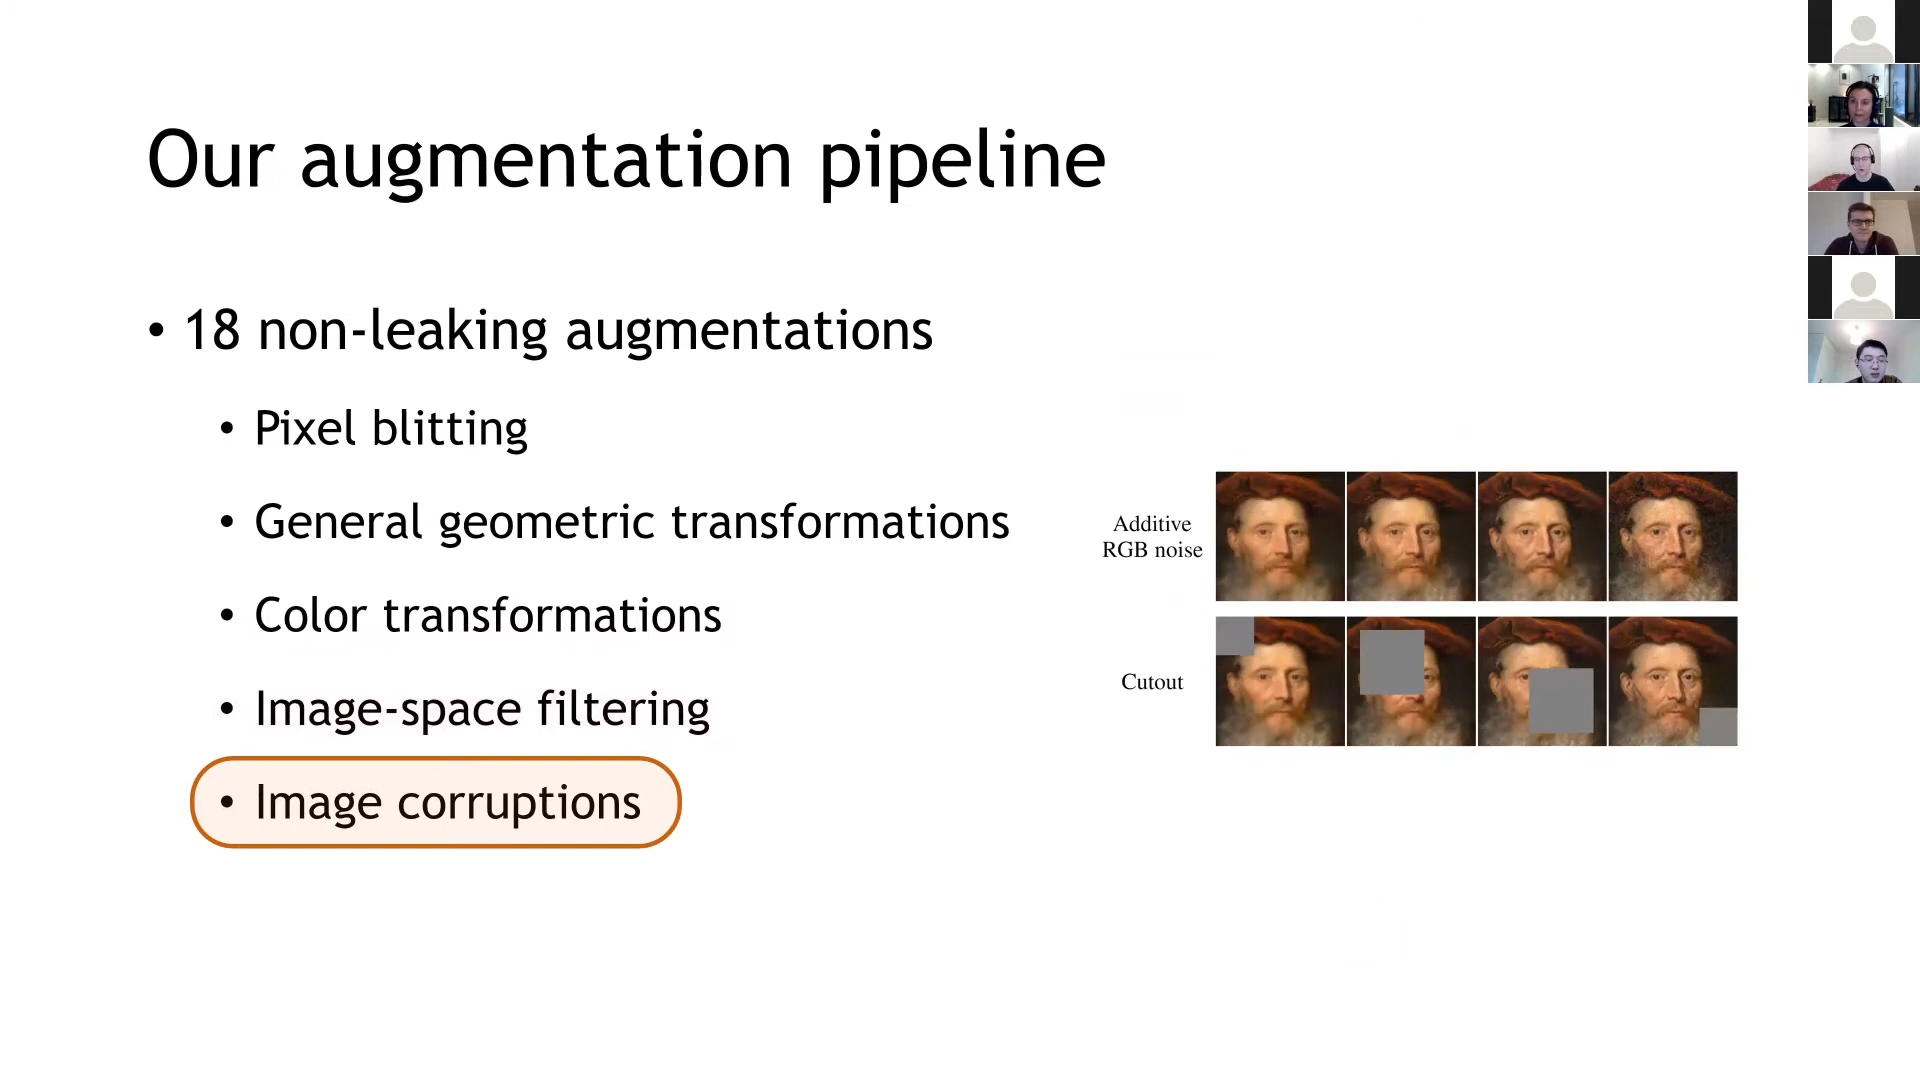 Our augmentation pipeline
• 18 non-leaking augmentations
• Pixel blitting
• General geometric transformations
• Color transformations
• Image-space filtering
• Image corruptions
Additive
RGB noise
Cutout